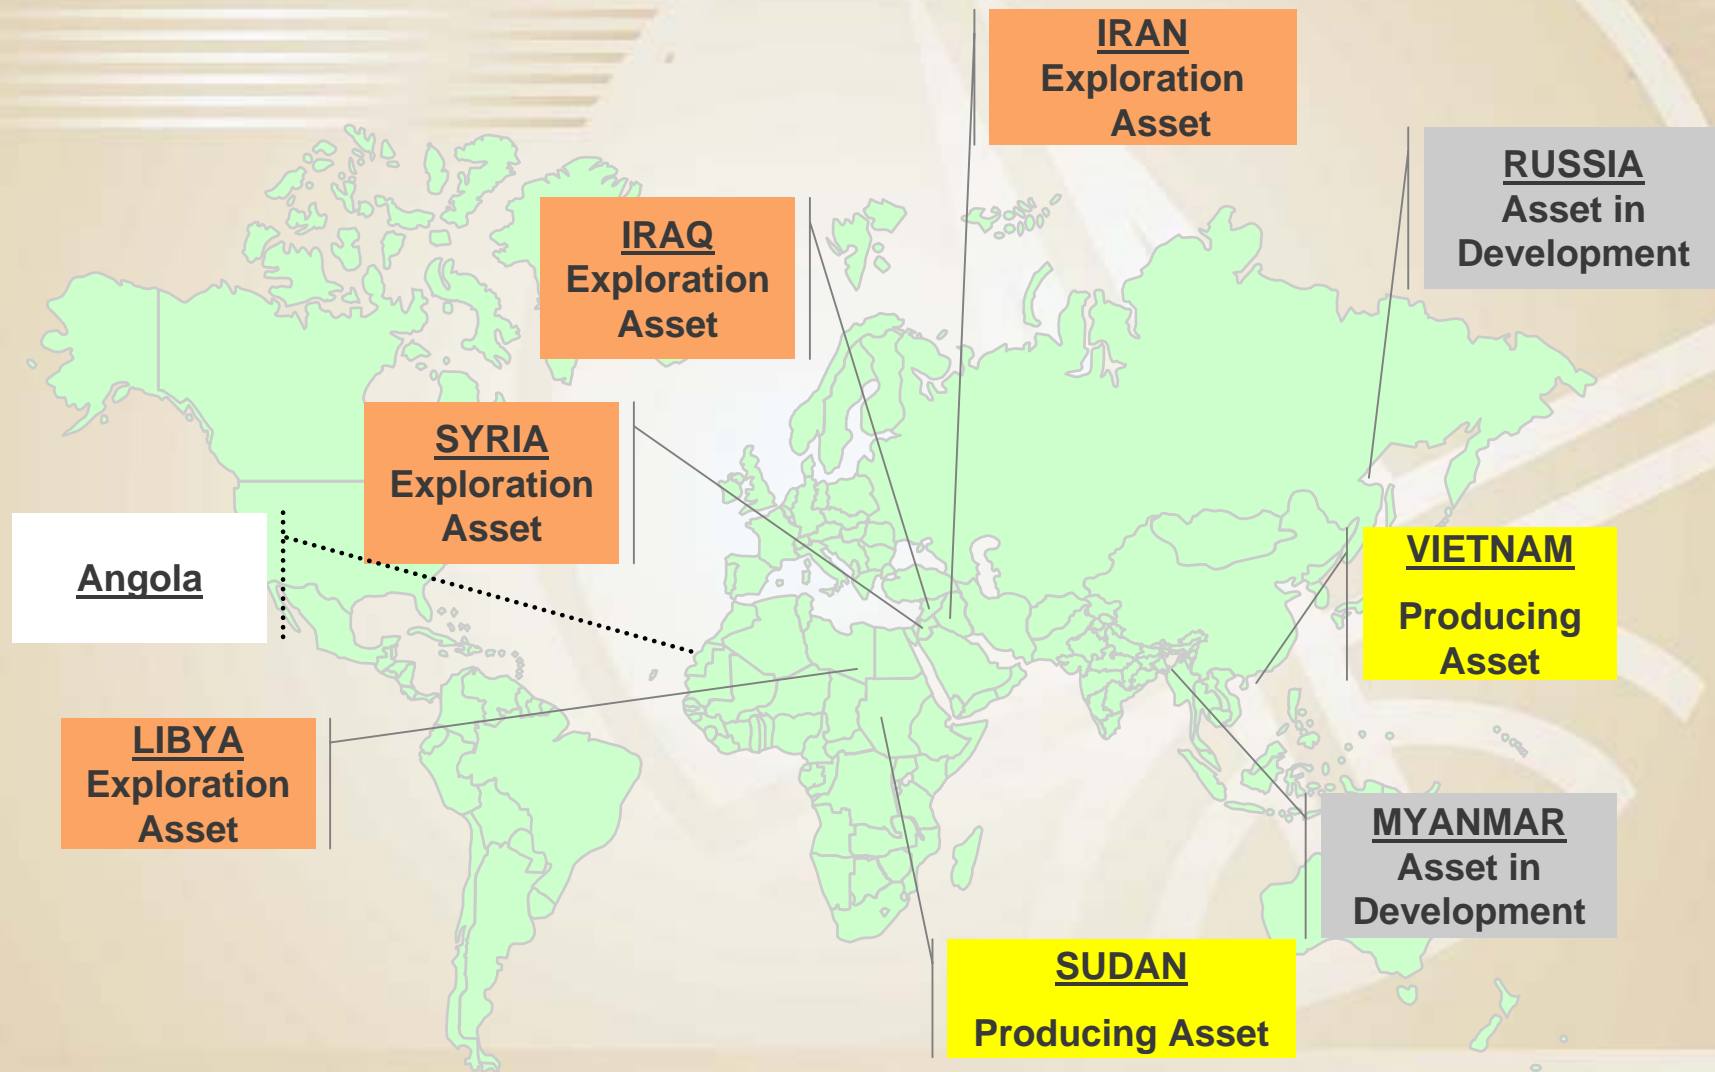 IRAN
Exploration
Asset
RUSSIA
Asset in
Development
IRAQ
Exploration
Asset
SYRIA
Exploration
Asset
Angola
VIETNAM
Producing
Asset
LIBYA
Exploration
Asset
MYANMAR
Asset in
Development
SUDAN
Producing Asset